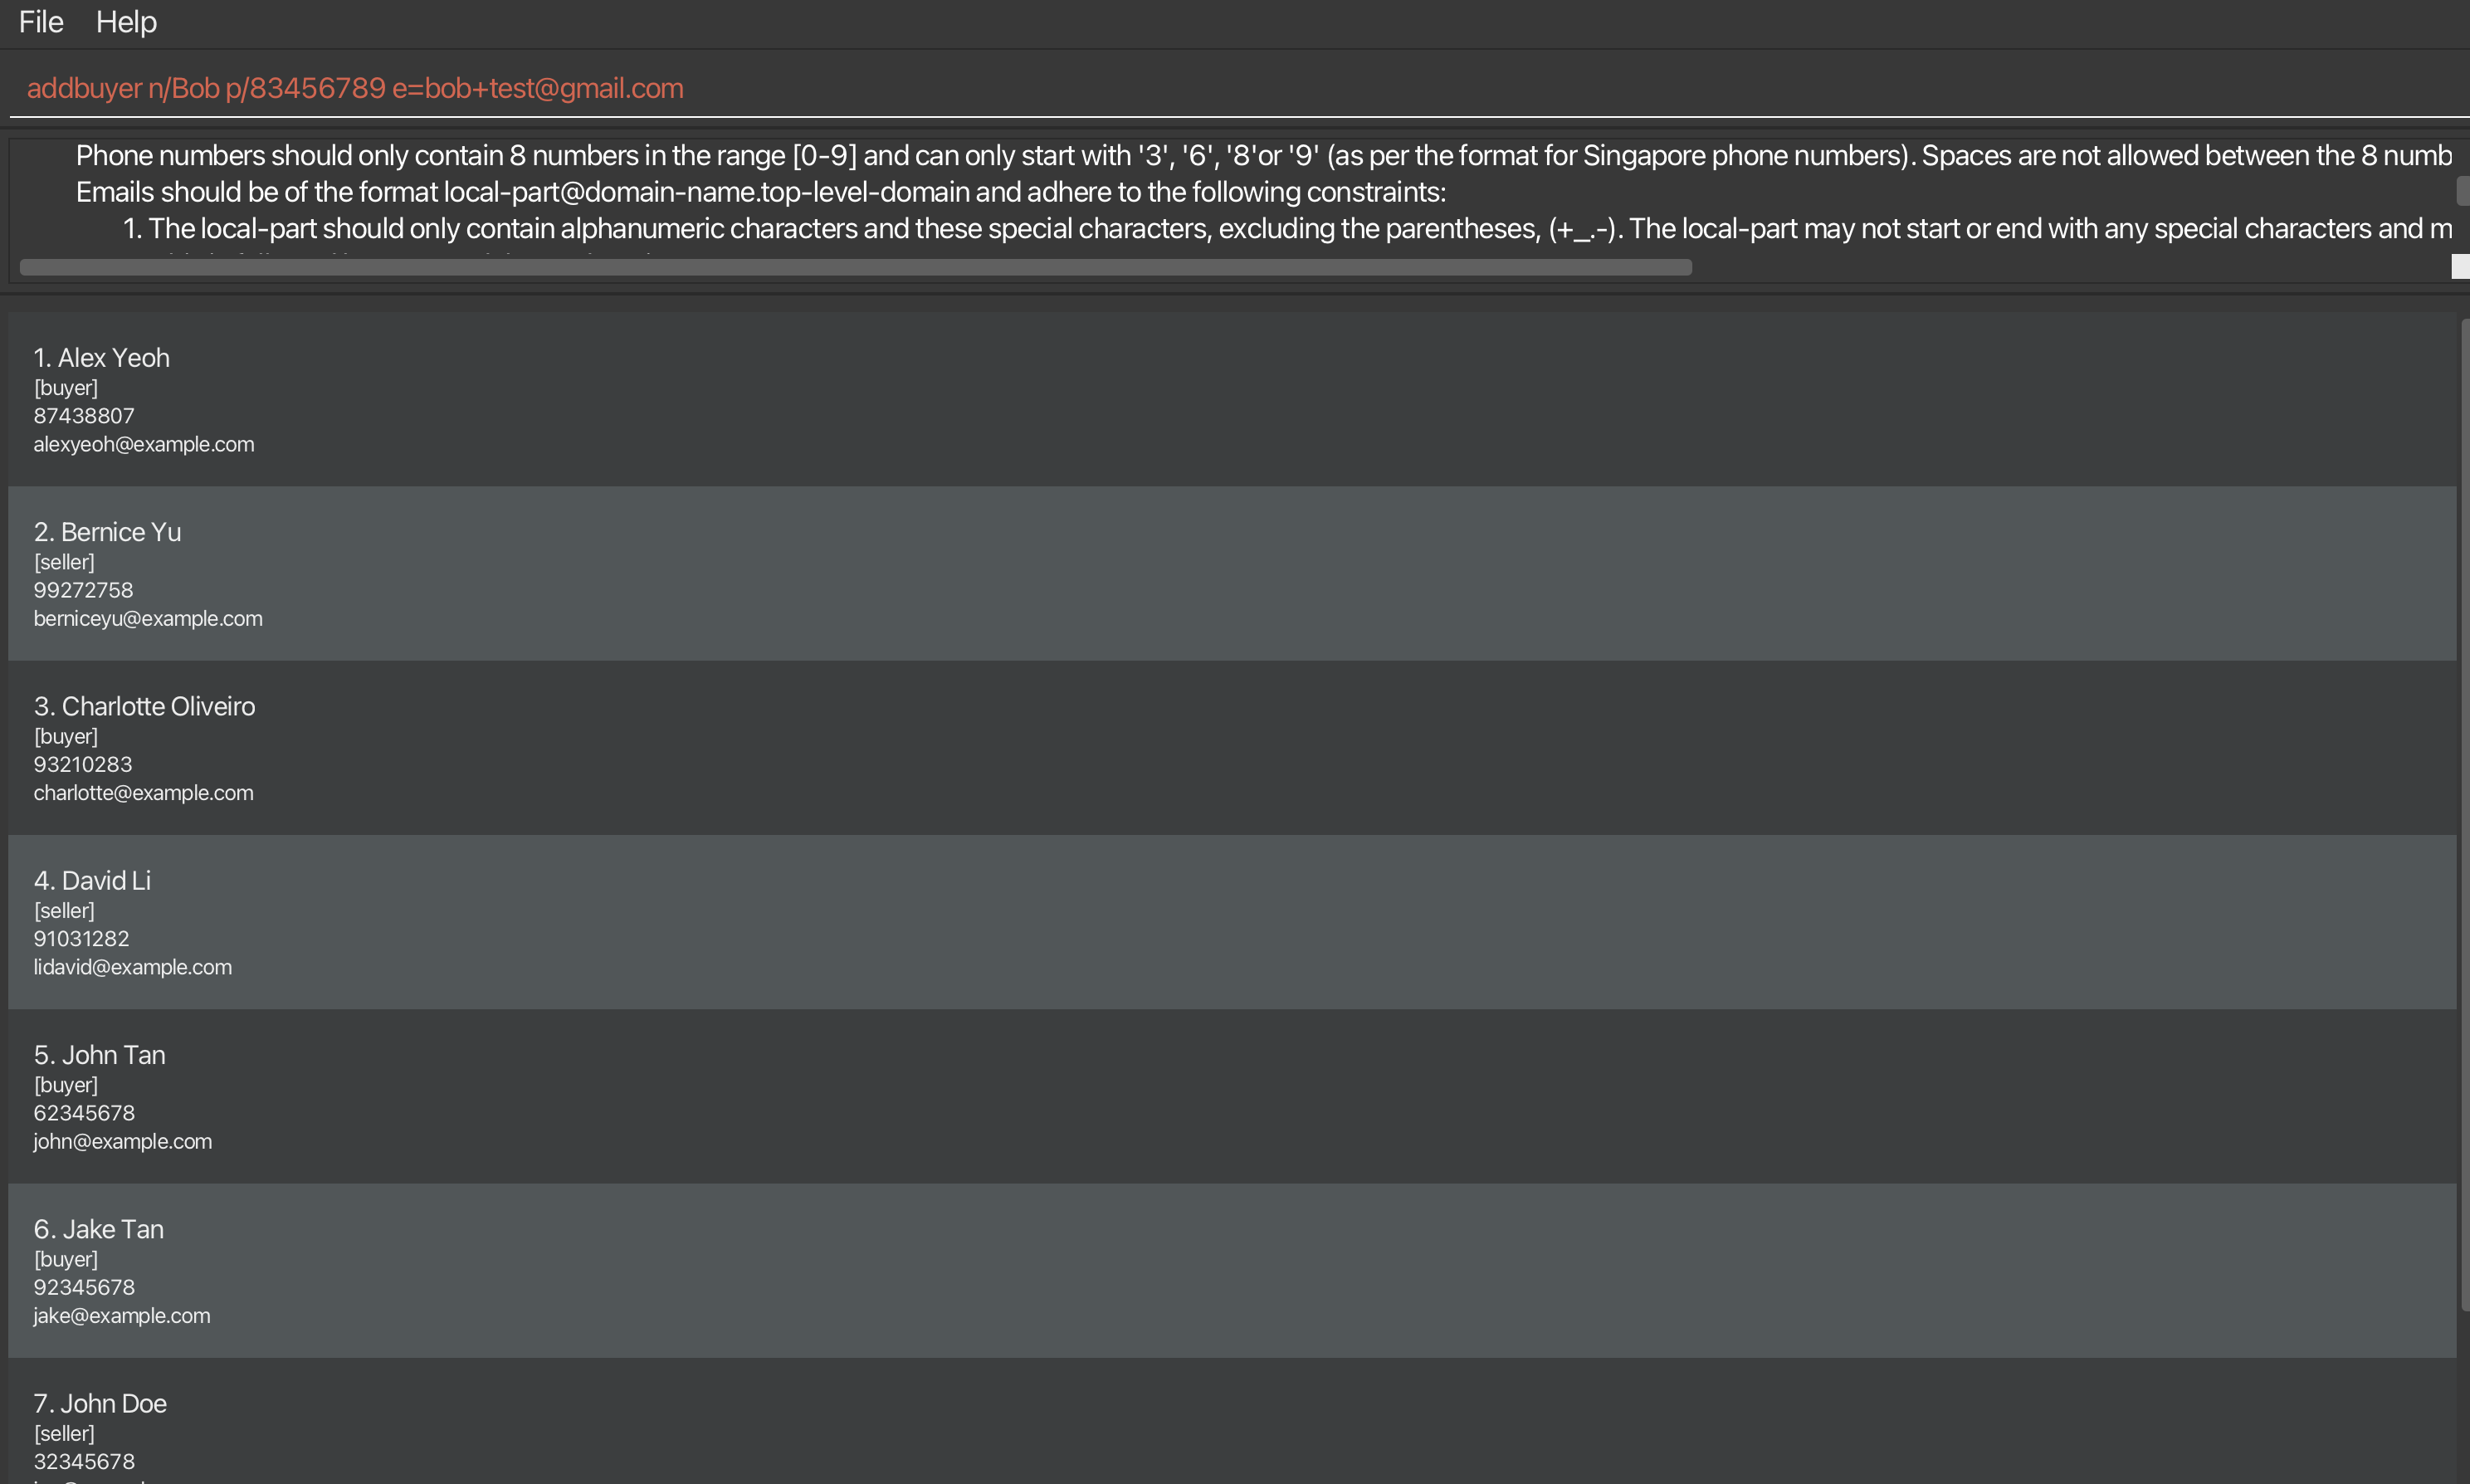 File Help
addbuyer n/Bob p/83456789 e=bob+test@gmail.com
Phone numbers should only contain 8 numbers in the range [0-9] and can only start with '3', '6', '8'or '9' (as per the format for Singapore phone numbers). Spaces are not allowed between the 8 numb
Emails should be of the format local-part@domain-name.top-level-domain and adhere to the following constraints:
1. The local-part should only contain alphanumeric characters and these special characters, excluding the parentheses, (+_.-). The local-part may not start or end with any special characters and m
1. Alex Yeoh
[buyer]
87438807
alexyeoh@example.com
2. Bernice Yu
[seller]
99272758
berniceyu@example.com
3. Charlotte Oliveiro
[buyer]
93210283
charlotte@example.com
4. David Li
[seller]
91031282
lidavid@example.com
5. John Tan
[buyer]
62345678
john@example.com
6. Jake Tan
[buyer]
92345678
jake@example.com
7. John Doe
[seller]
32345678